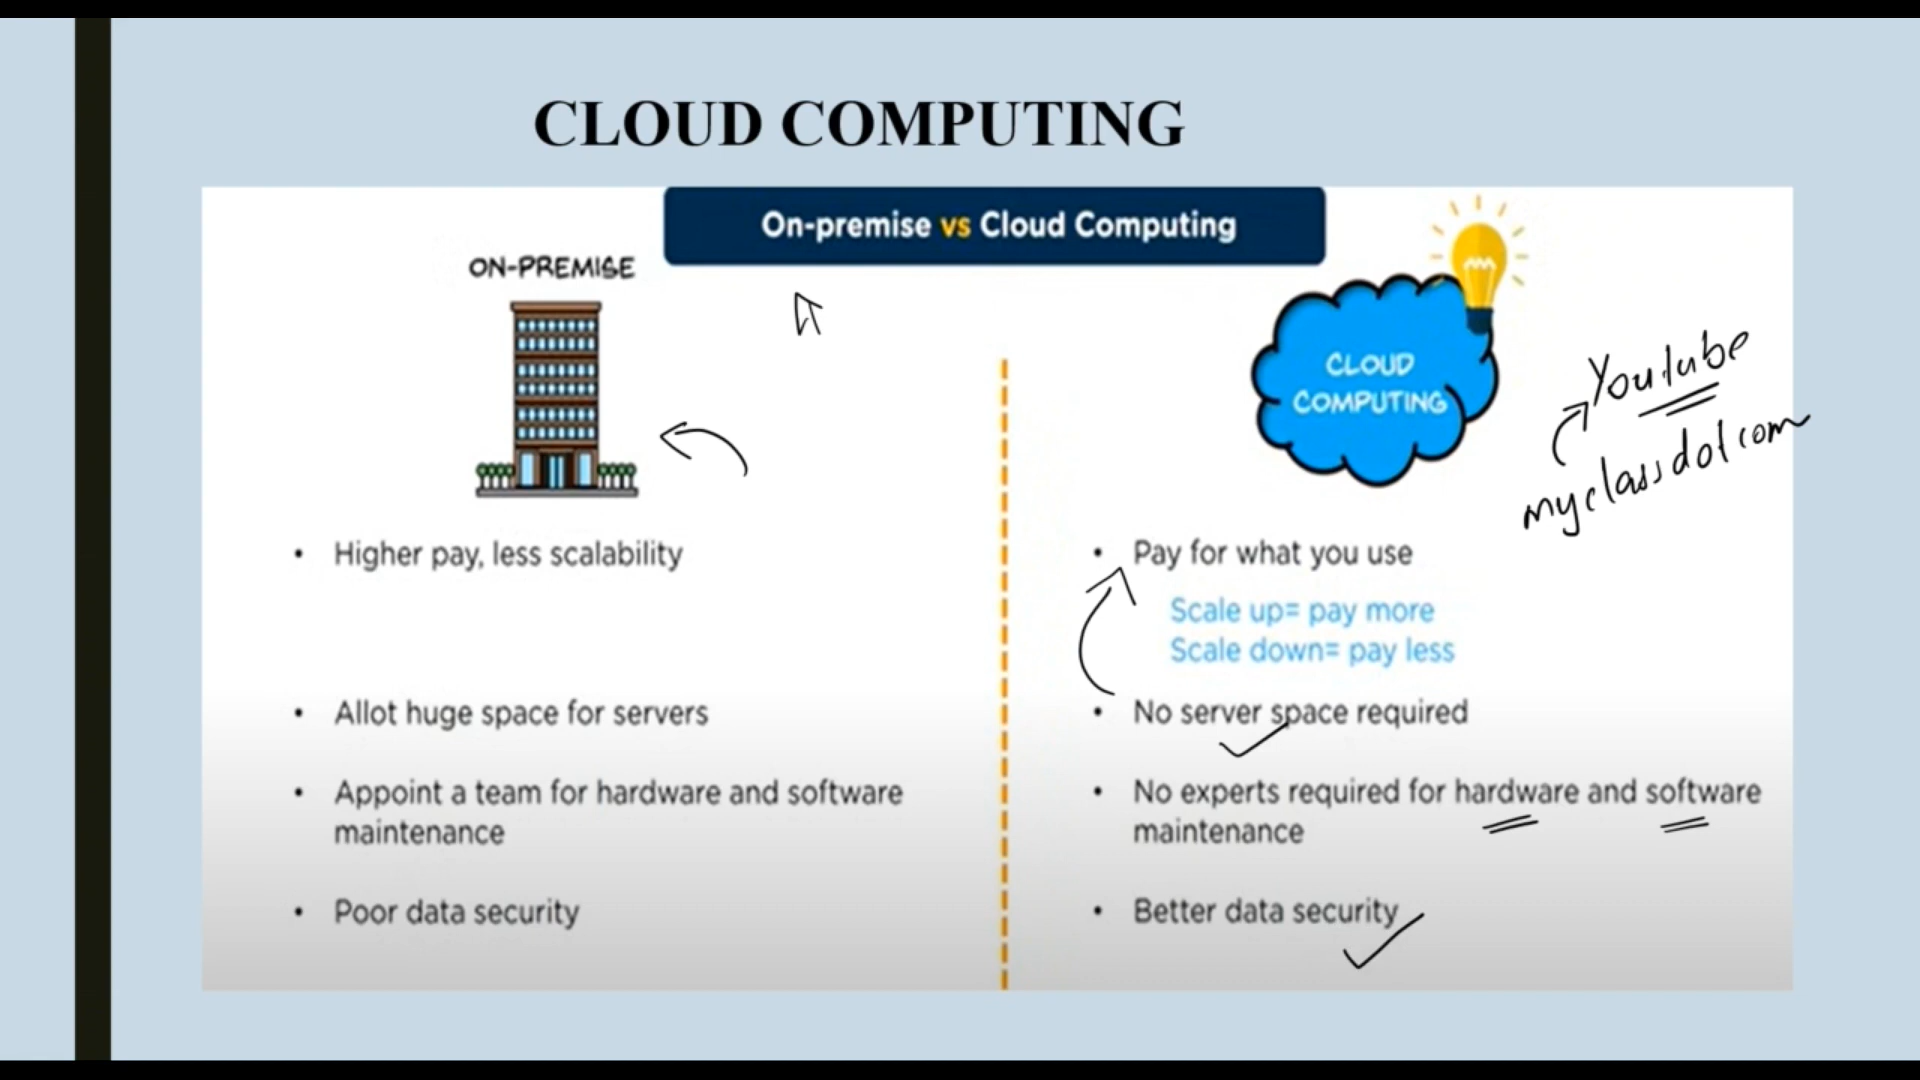 CLOUD COMPUTING
On-premise vs Cloud Computing
ON-PREMISE
• Higher pay, less scalability
• Allot huge space for servers
• Appoint a team for hardware and software
maintenance
• Poor data security
CLOUD
COMPUTING
Youtube
myclassdotcom
• Pay for what you use
Scale up= pay more
Scale down= pay less
• No server space required
• No experts required for hardware and software
maintenance
• Better data security